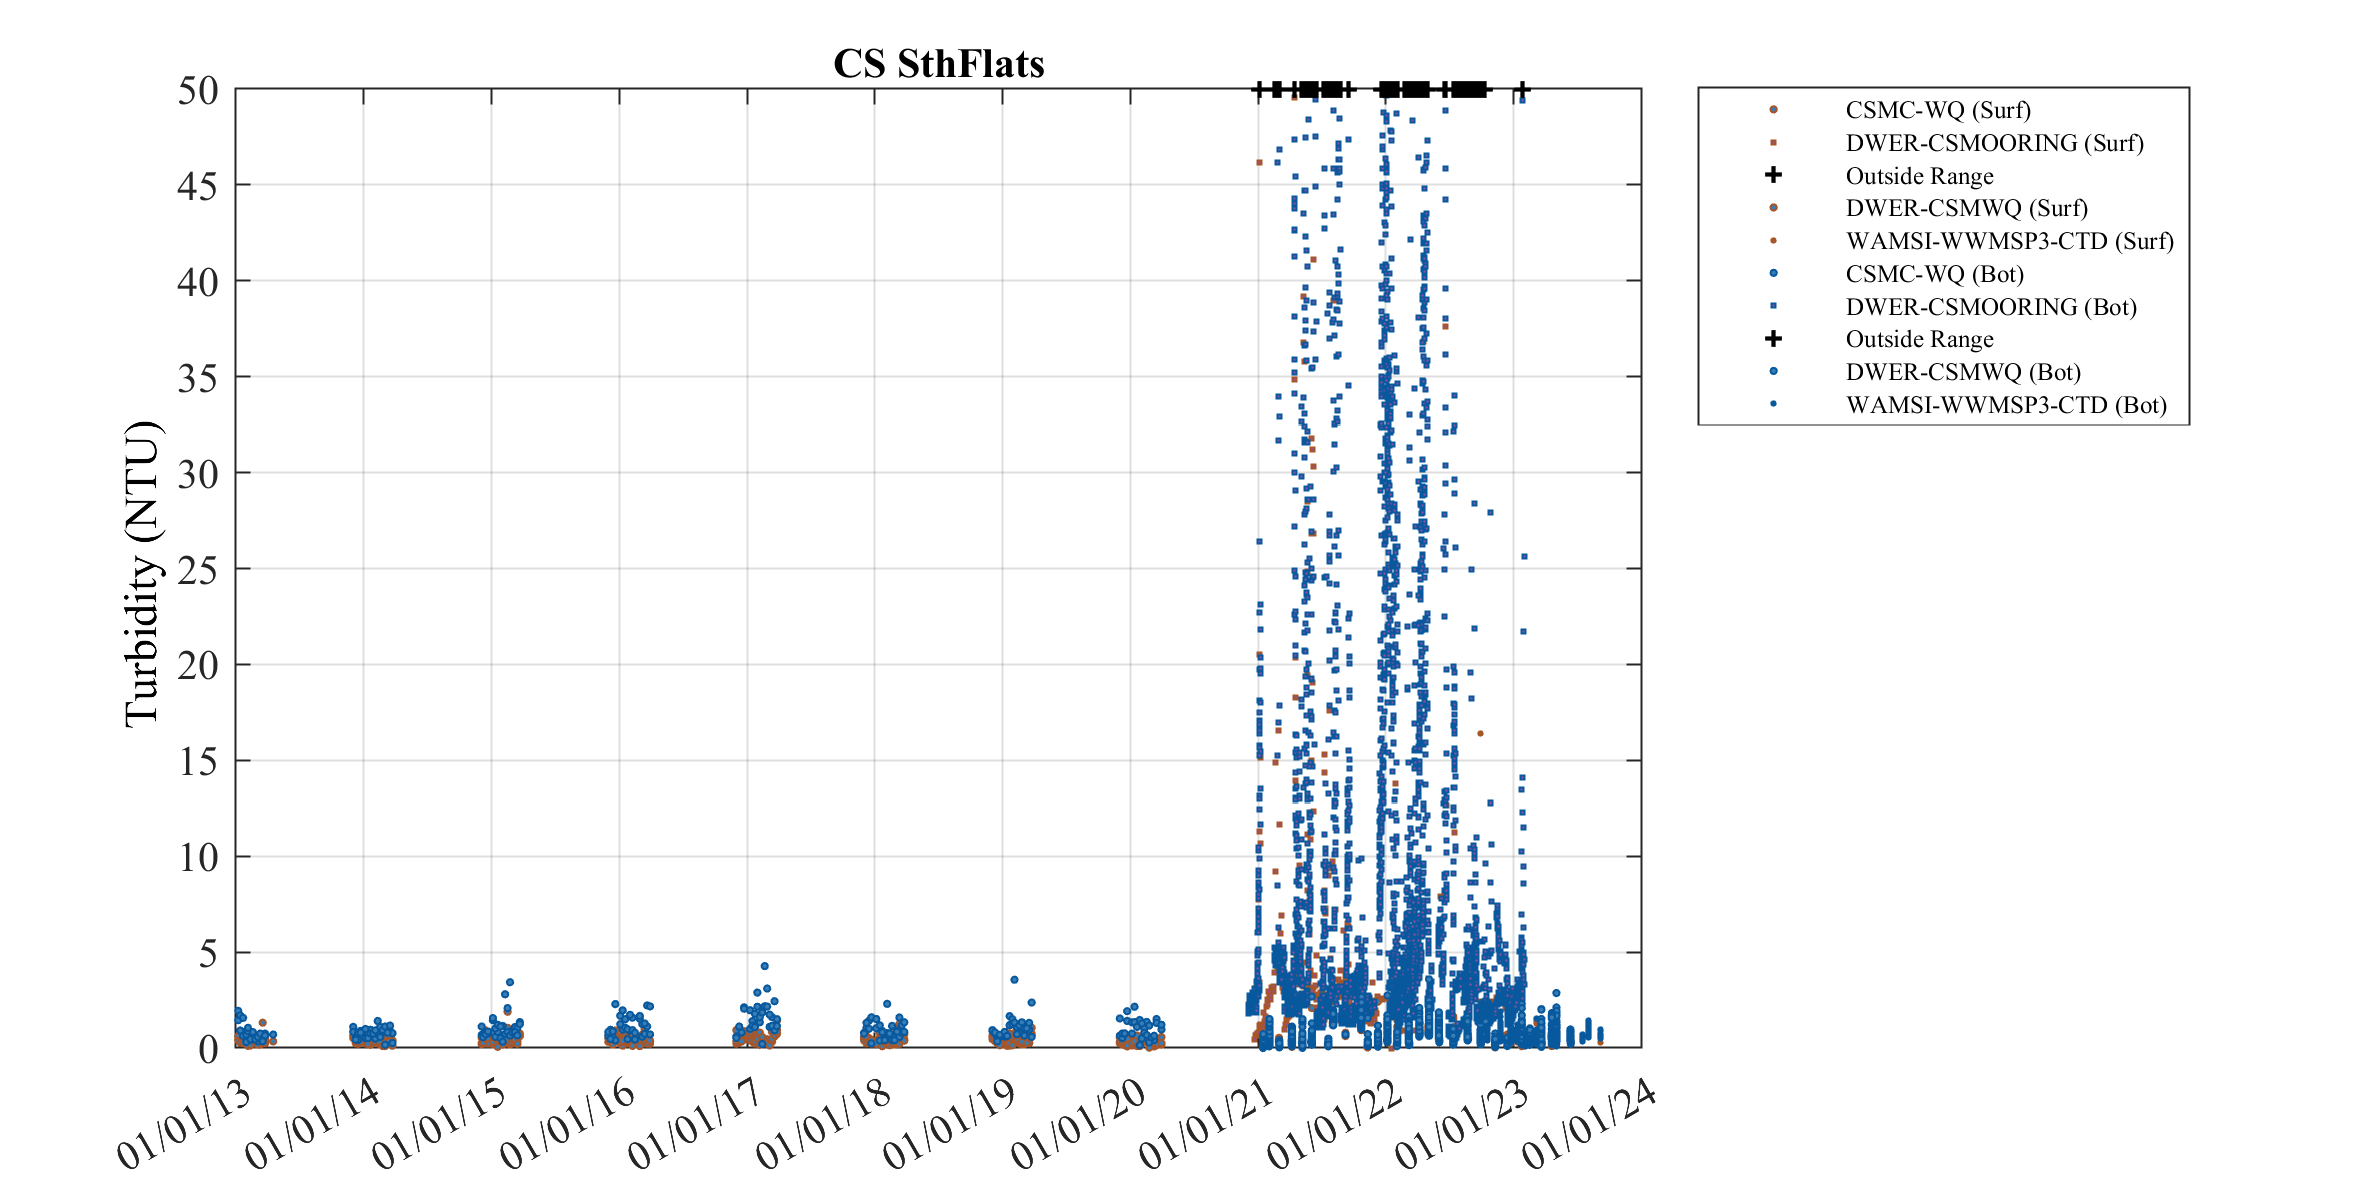 CS SthFlats
50
45
40
35
30
25
20
15
10
5
0
Turbidity (NTU)
01/01/13
01/01/14
01/01/15
01/01/16
01/01/17
01/01/18
01/01/19
01/01/20
01/01/21
01/01/22
01/01/23
01/01/24
CSMC-WQ (Surf)
DWER-CSMOORING (Surf)
Outside Range
DWER-CSMWQ (Surf)
WAMSI-WWMSP3-CTD (Surf)
CSMC-WQ (Bot)
DWER-CSMOORING (Bot)
Outside Range
DWER-CSMWQ (Bot)
WAMSI-WWMSP3-CTD (Bot)